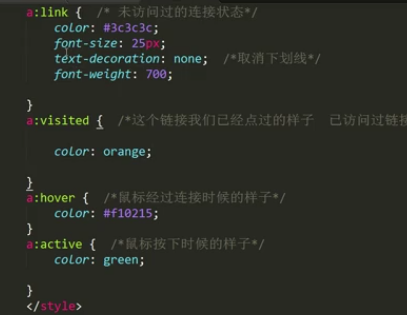 a:link {  /* 未访问过的连接状态*/
color: #3c3c3c;
font-size: 25px;
text-decoration: none;  /*取消下划线*/
font-weight: 700;
}
a:visited {  /*这个链接我们已经点过的样子  已访问过链接
color: orange;
}
a:hover {  /*鼠标经过连接时候的样子*/
color: #f10215;
}
a:active {  /*鼠标按下时候的样子*/
color: green;
}
</style>